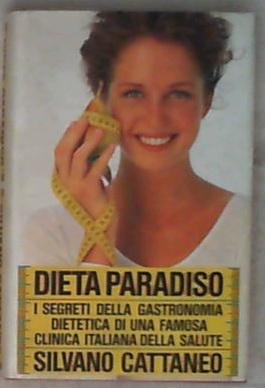 DIETA PARADISO
I SEGRETI DELLA GASTRONOMIA
DIETETICA DI UNA FAMOSA
CLINICA ITALIANA DELLA SALUTE
SILVANO CATTANEO